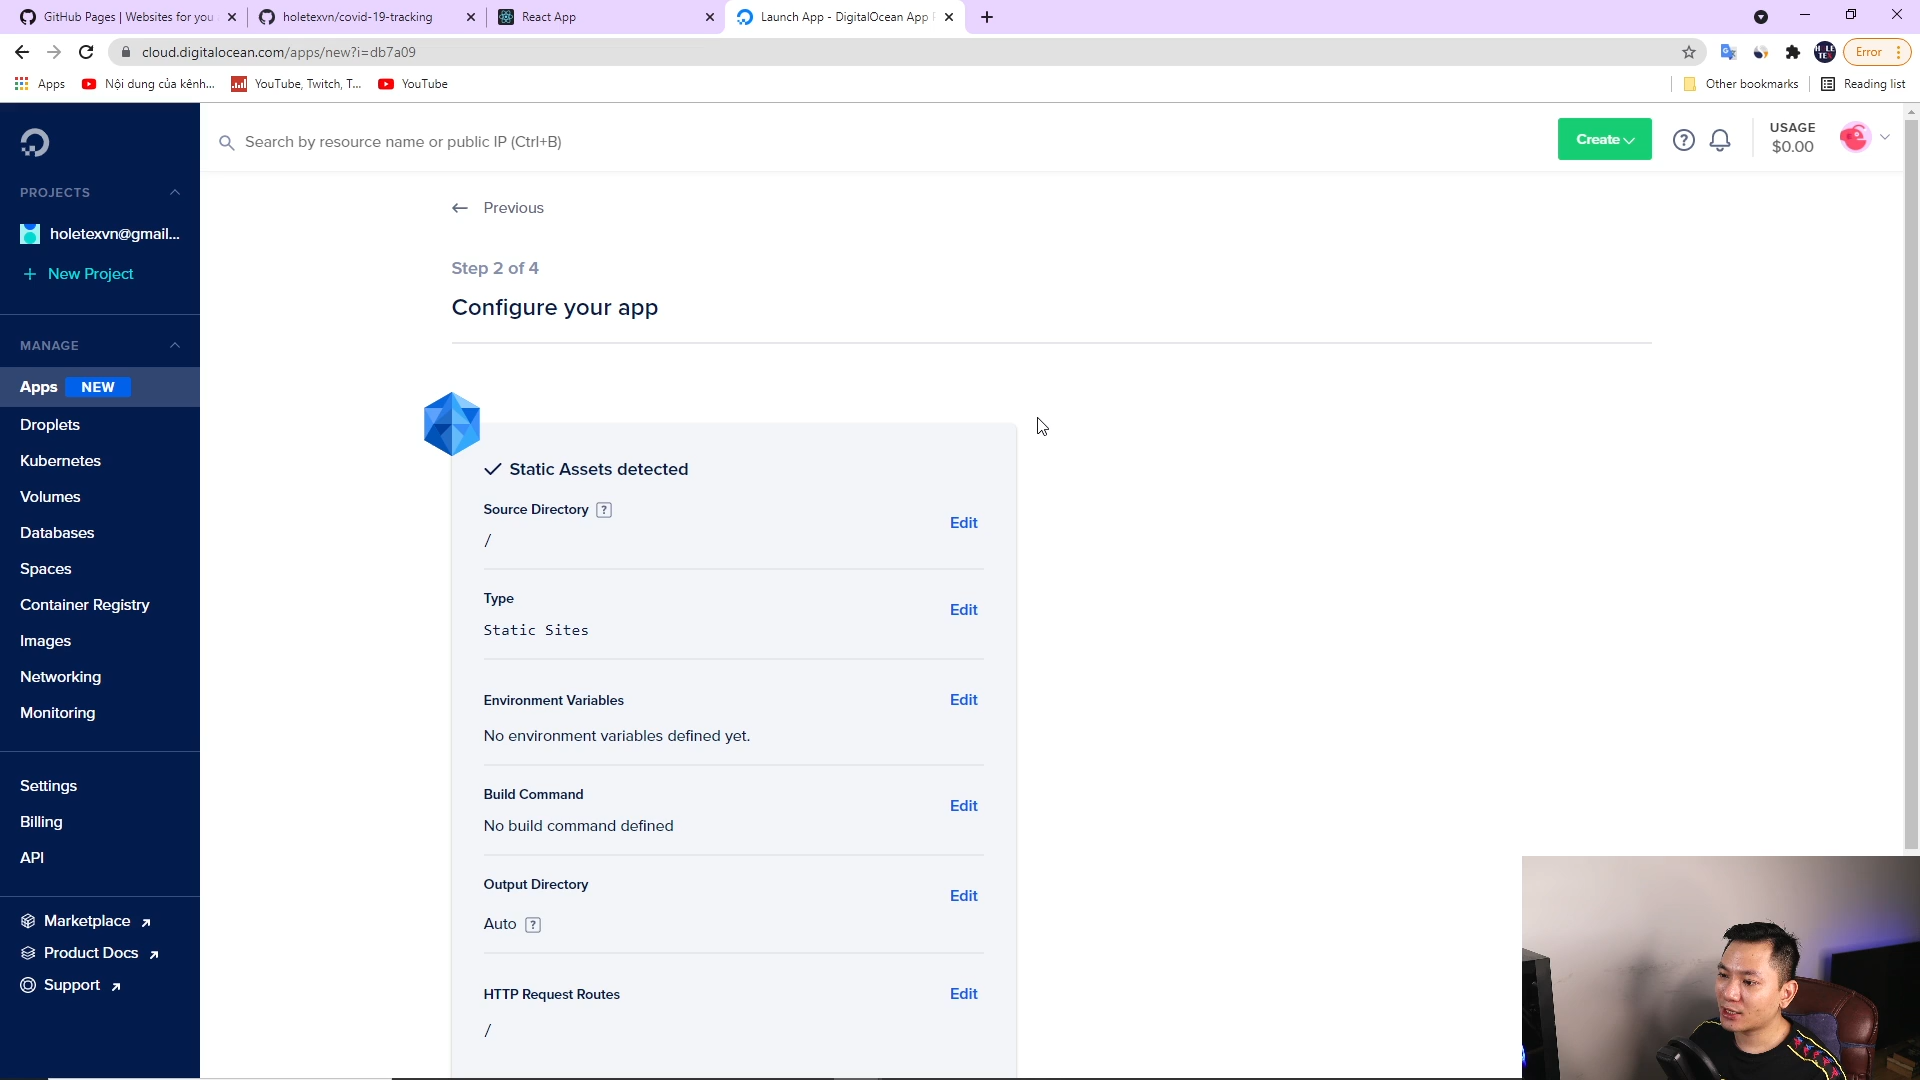 GitHub Pages | Websites for you
holetexvn/covid-19-tracking
React App
Launch App - DigitalOcean App
cloud.digitalocean.com/apps/new?i=db7a09
Error
Apps
Nội dung của kênh...
YouTube, Twitch, T...
YouTube
Other bookmarks
Reading list
Search by resource name or public IP (Ctrl+B)
Create
USAGE
$0.00
PROJECTS
holetexvn@gmail...
+ New Project
MANAGE
Apps NEW
Droplets
Kubernetes
Volumes
Databases
Spaces
Container Registry
Images
Networking
Monitoring
Settings
Billing
API
Marketplace
Product Docs
Support
Previous
Step 2 of 4
Configure your app
Static Assets detected
Source Directory ?
Edit
/
Type
Edit
Static Sites
Environment Variables
Edit
No environment variables defined yet.
Build Command
Edit
No build command defined
Output Directory
Edit
Auto ?
HTTP Request Routes
Edit
/